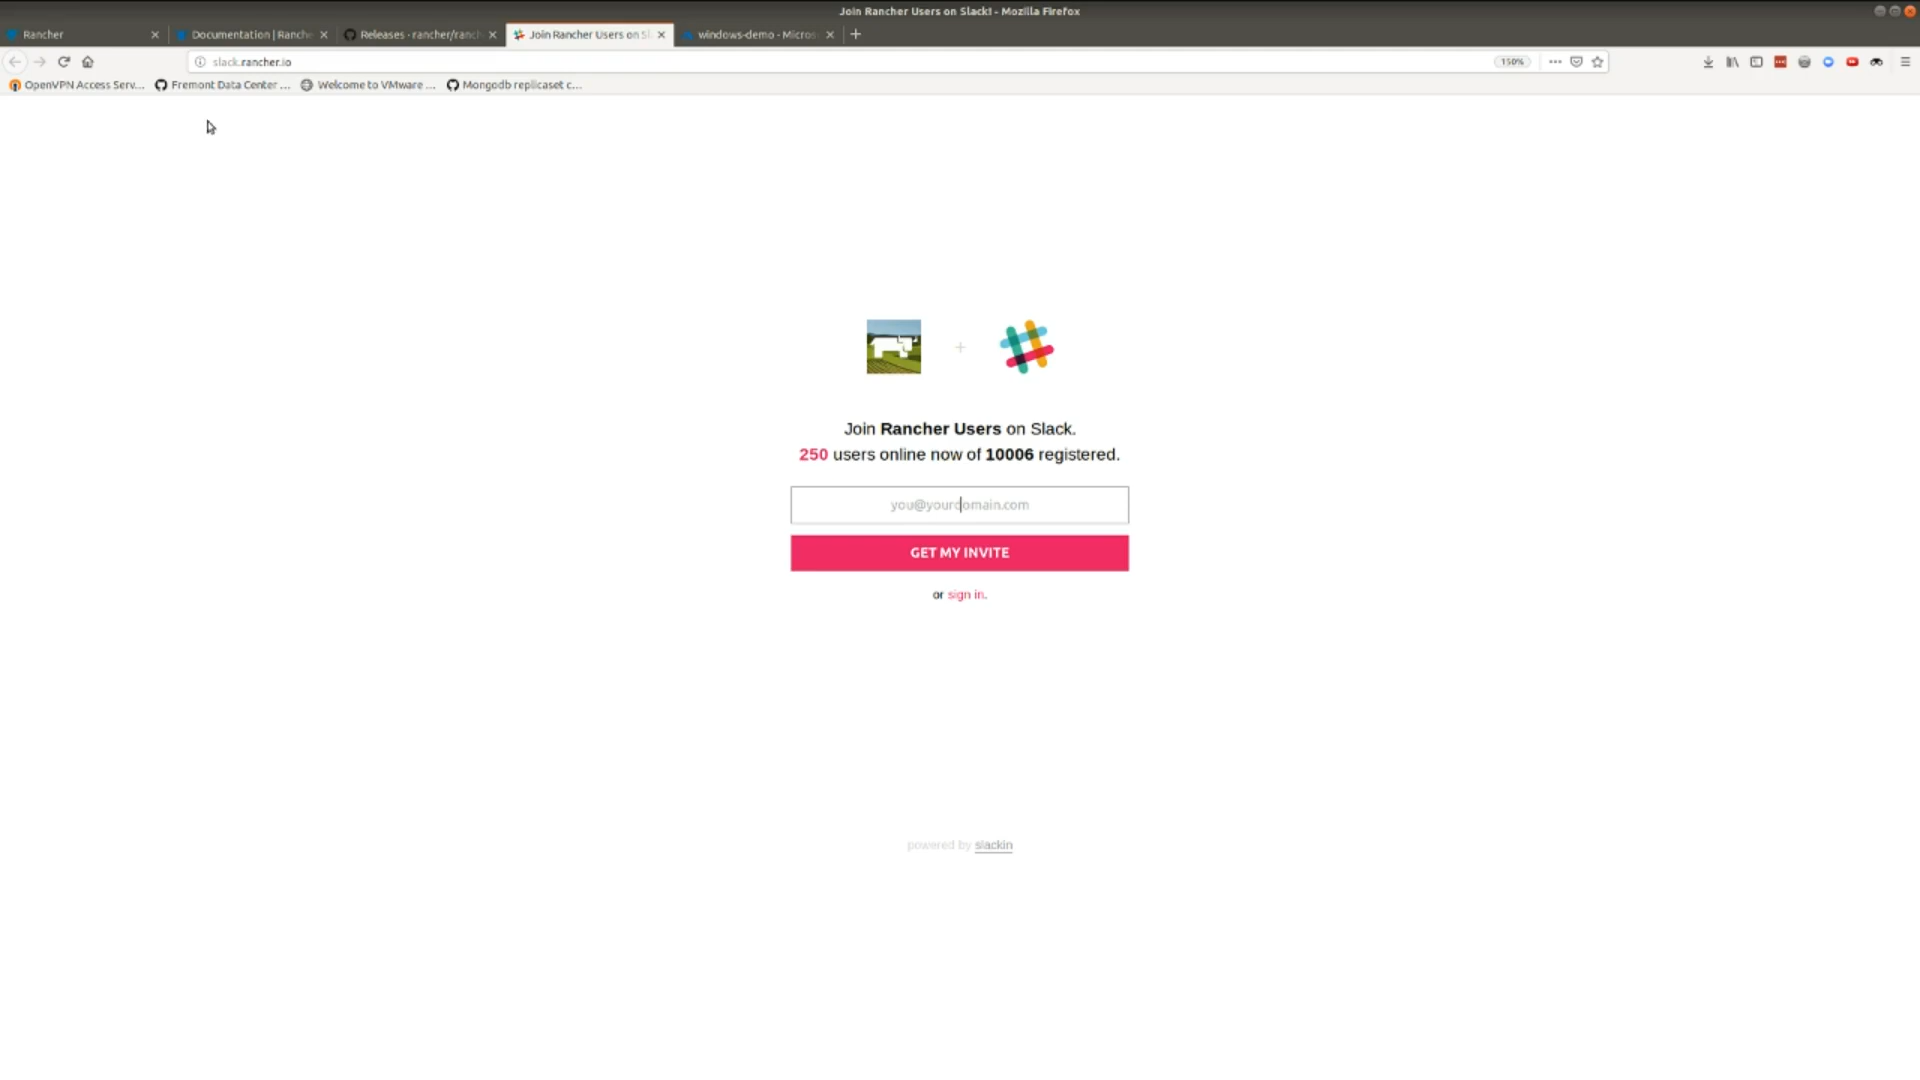 Join Rancher Users on Slack! - Mozilla Firefox
Rancher
Documentation | Ranche
Releases · rancher/ranch
Join Rancher Users on Sl
windows-demo - Micros
slack.rancher.io
150%
OpenVPN Access Serv...
Fremont Data Center ...
Welcome to VMware ...
Mongodb replicaset c...
+
Join Rancher Users on Slack.
250 users online now of 10006 registered.
you@yourdomain.com
GET MY INVITE
or sign in.
powered by slackin